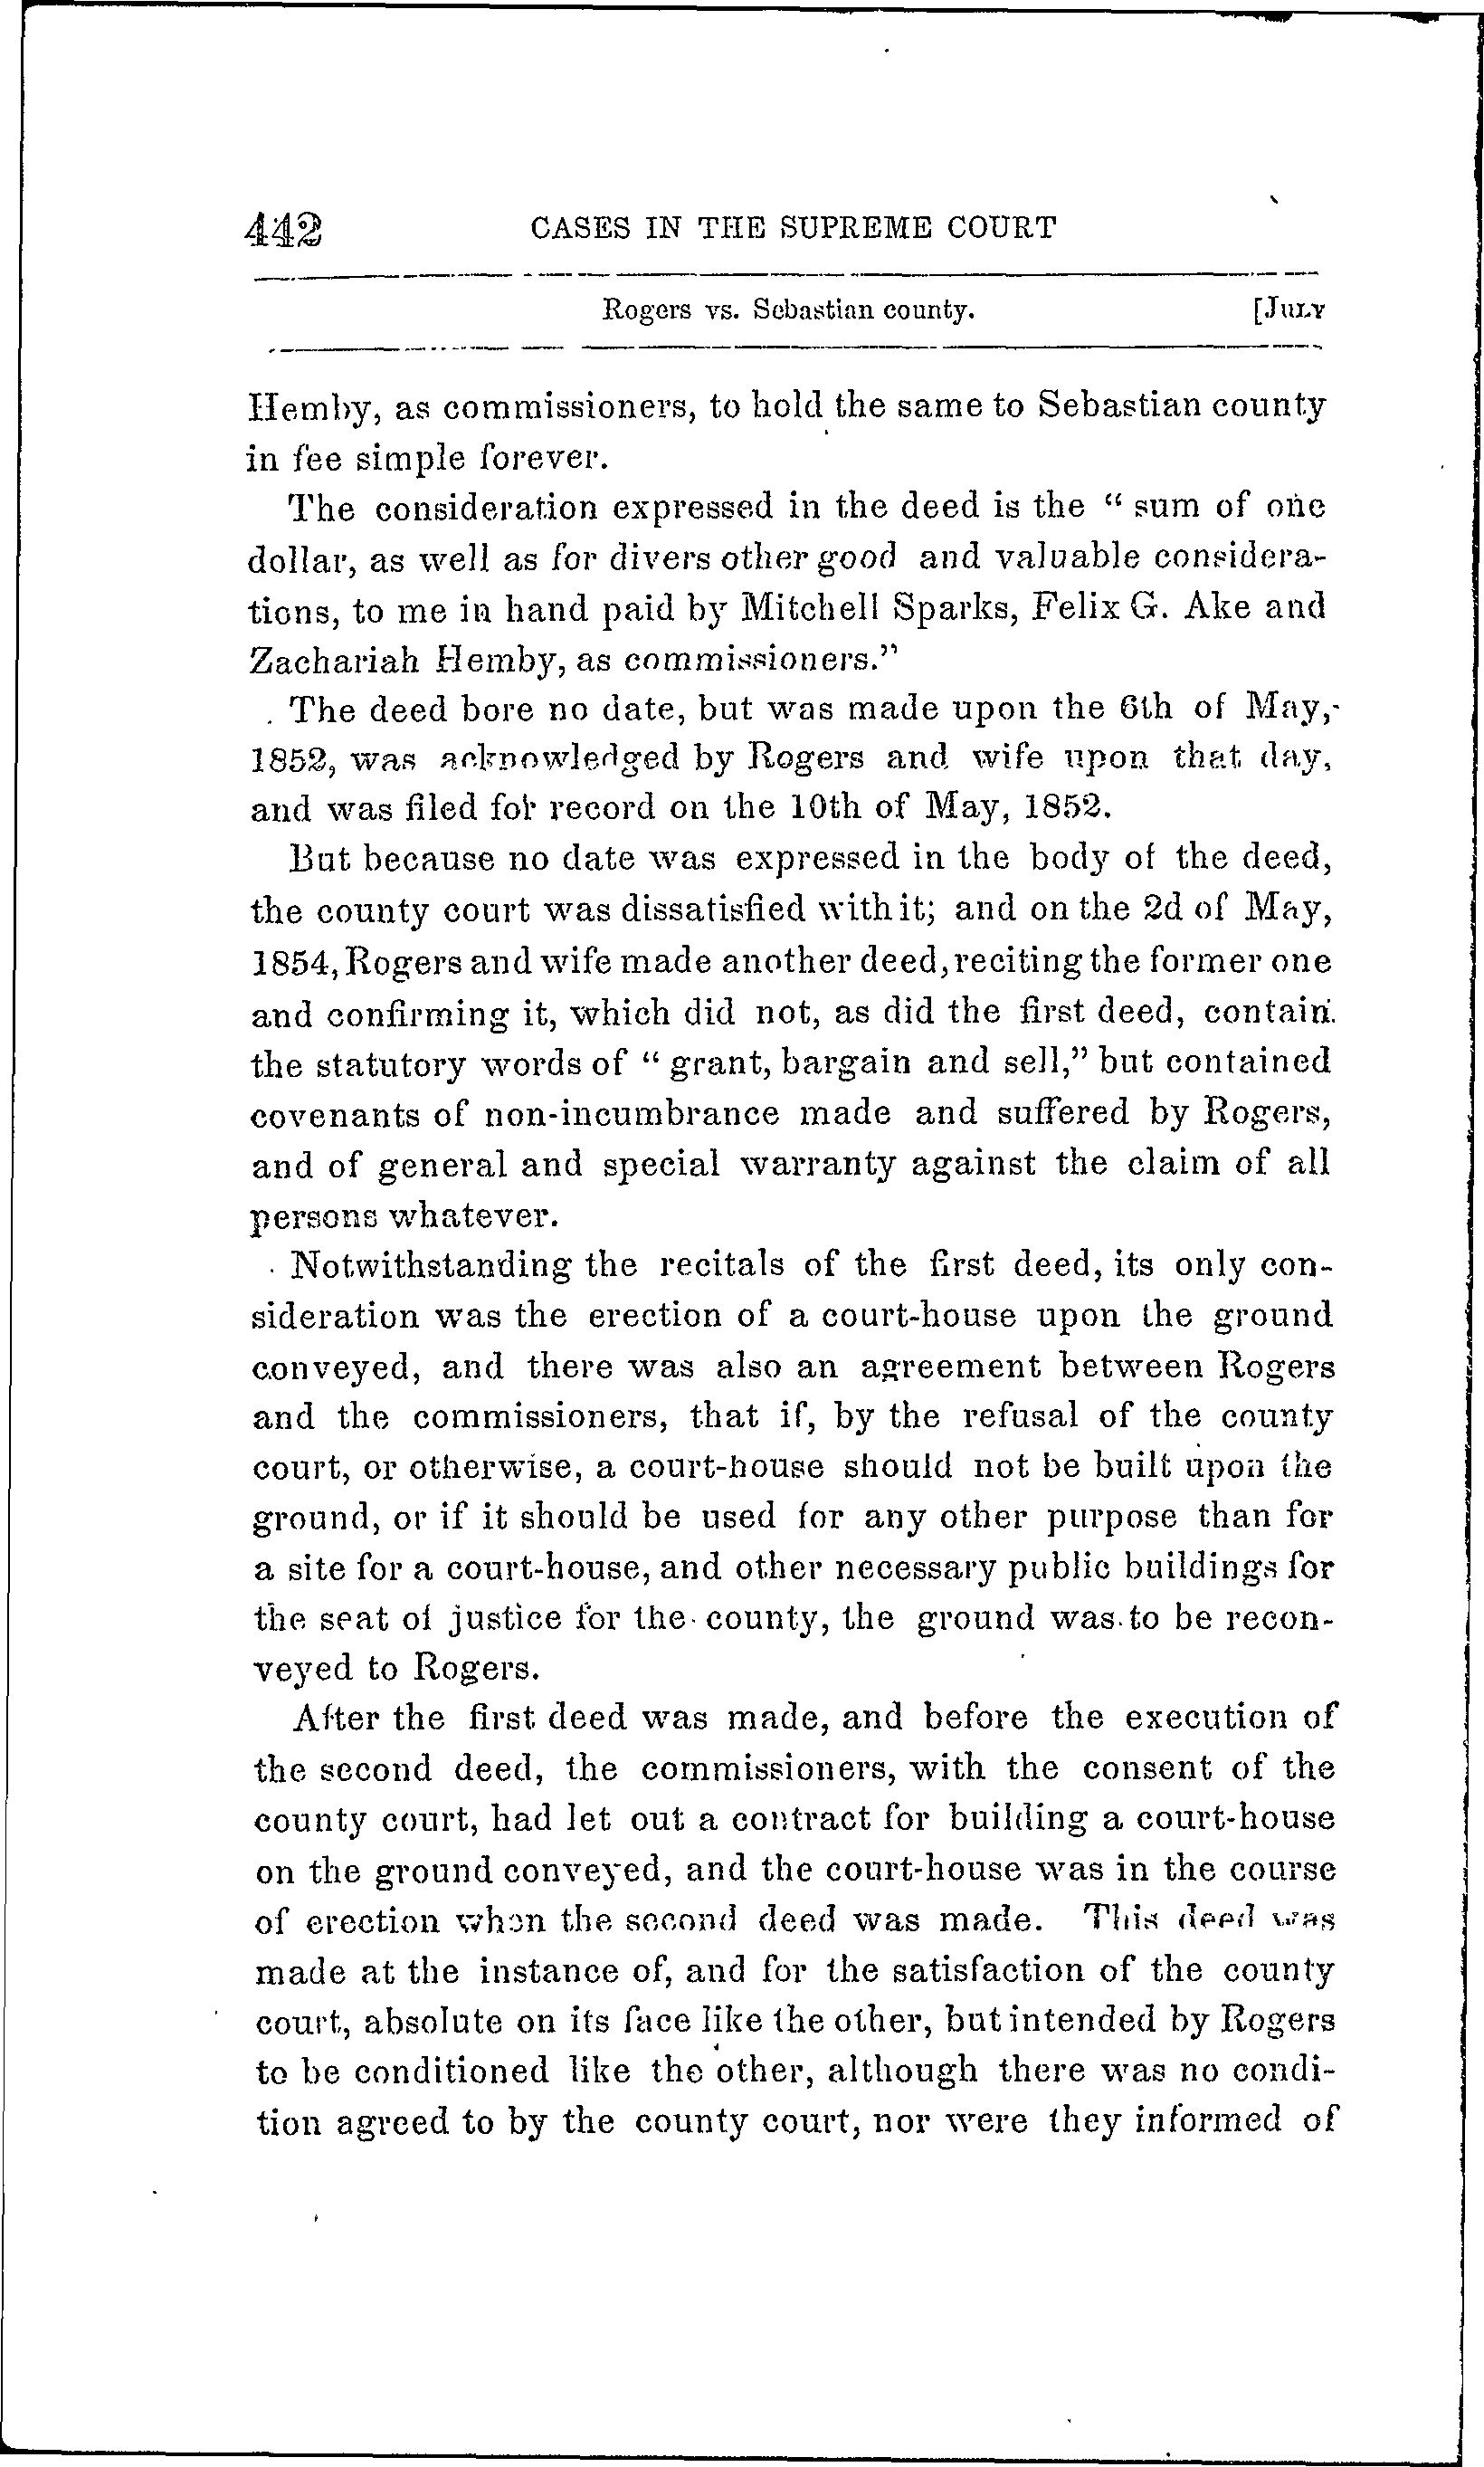 442 CASES IN THE SUPREME COURT
Rogers vs. Sebastian county. [JULY
Hemby, as commissioners, to hold the same to Sebastian county
in fee simple forever.
The consideration expressed in the deed is the “ sum of one
dollar, as well as for divers other good and valuable considera-
tions, to me in hand paid by Mitchell Sparks, Felix G. Ake and
Zachariah Hemby, as commissioners.”
The deed bore no date, but was made upon the 6th of May,
1852, was acknowledged by Rogers and wife upon that day,
and was filed for record on the 10th of May, 1852.
But because no date was expressed in the body of the deed,
the county court was dissatisfied with it; and on the 2d of May,
1854, Rogers and wife made another deed, reciting the former one
and confirming it, which did not, as did the first deed, contain
the statutory words of “ grant, bargain and sell,” but contained
covenants of non-incumbrance made and suffered by Rogers,
and of general and special warranty against the claim of all
persons whatever.
Notwithstanding the recitals of the first deed, its only con-
sideration was the erection of a court-house upon the ground
conveyed, and there was also an agreement between Rogers
and the commissioners, that if, by the refusal of the county
court, or otherwise, a court-house should not be built upon the
ground, or if it should be used for any other purpose than for
a site for a court-house, and other necessary public buildings for
the seat of justice for the county, the ground was to be recon-
veyed to Rogers.
After the first deed was made, and before the execution of
the second deed, the commissioners, with the consent of the
county court, had let out a contract for building a court-house
on the ground conveyed, and the court-house was in the course
of erection when the second deed was made. This deed was
made at the instance of, and for the satisfaction of the county
court, absolute on its face like the other, but intended by Rogers
to be conditioned like the other, although there was no condi-
tion agreed to by the county court, nor were they informed of